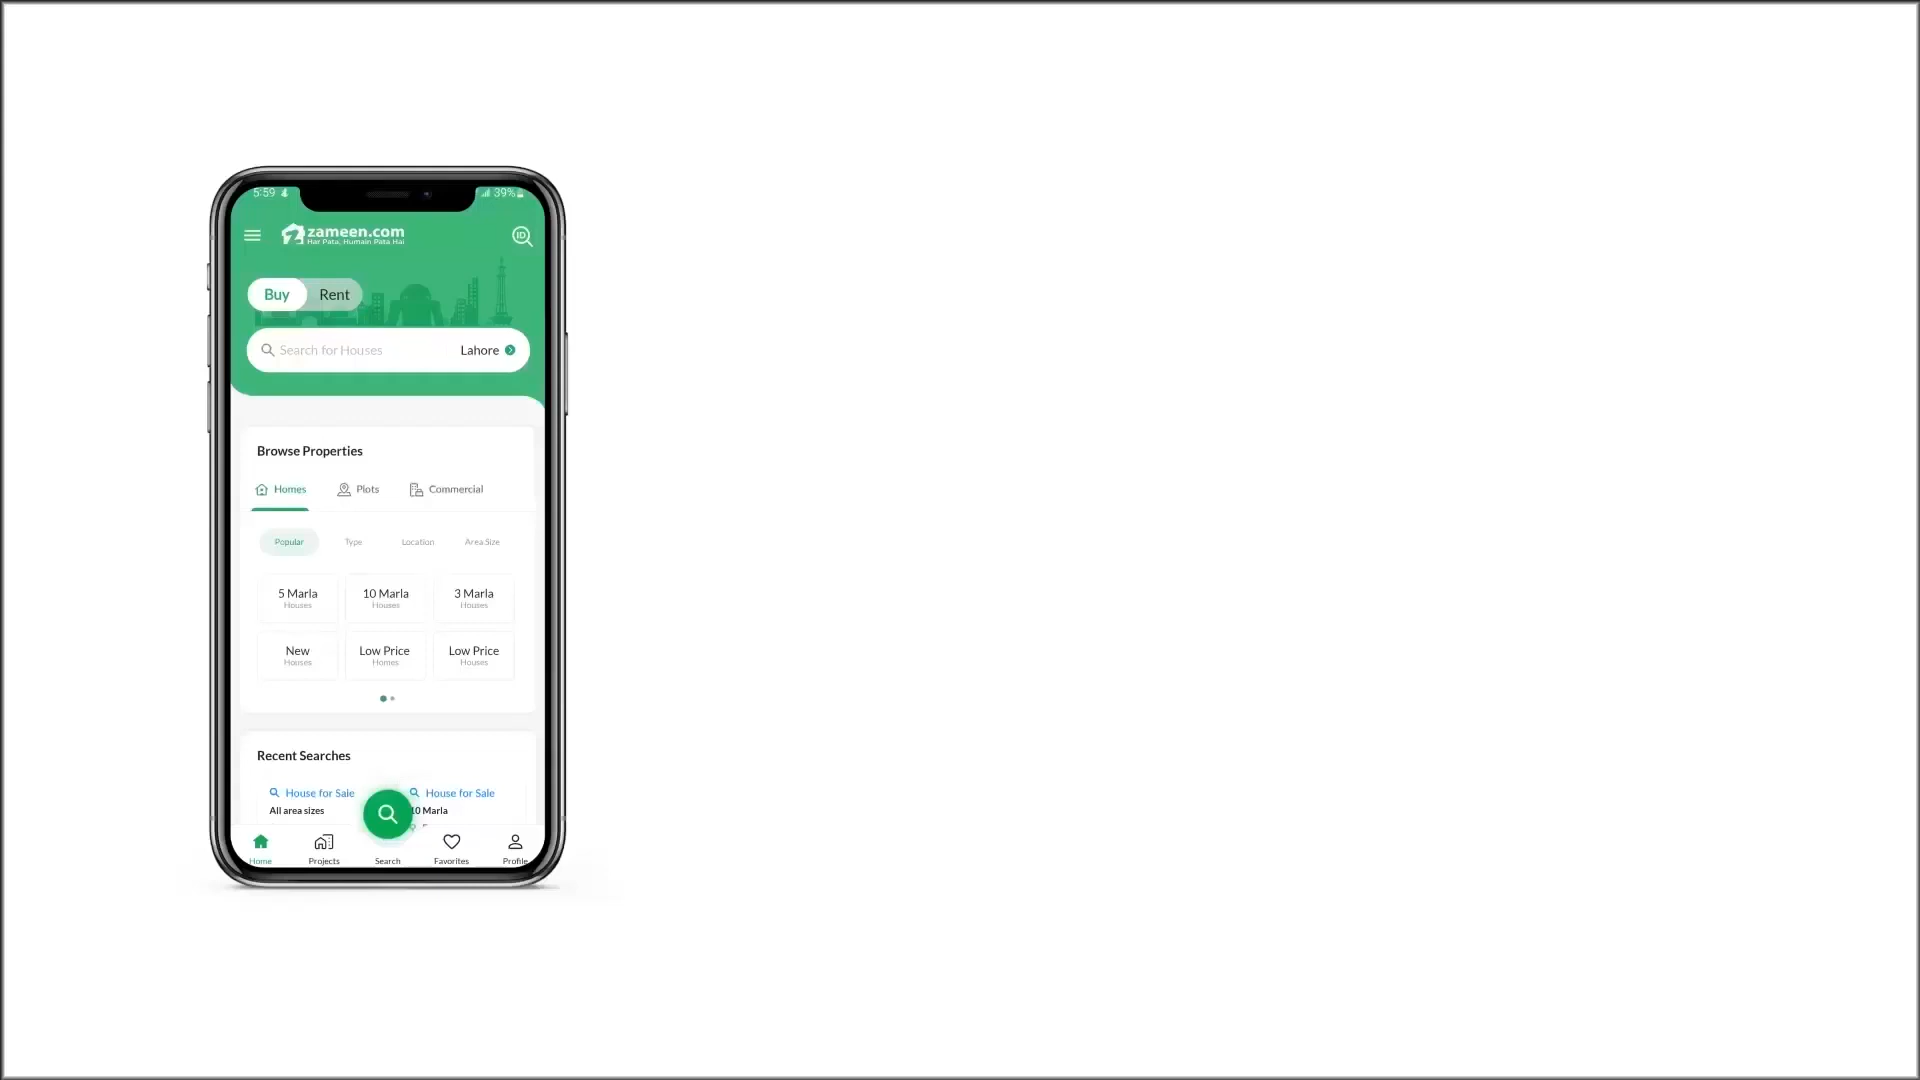 5:59 39%
zameen.com
Har Pata, Humain Pata Hai
ID
Buy Rent
Search for Houses Lahore
Browse Properties
Homes Plots Commercial
Popular Type Location Area Size
5 Marla 10 Marla 3 Marla
Houses Houses Houses
New Low Price Low Price
Houses Homes Houses
Recent Searches
House for Sale House for Sale
All area sizes 10 Marla
Home Projects Search Favorites Profile